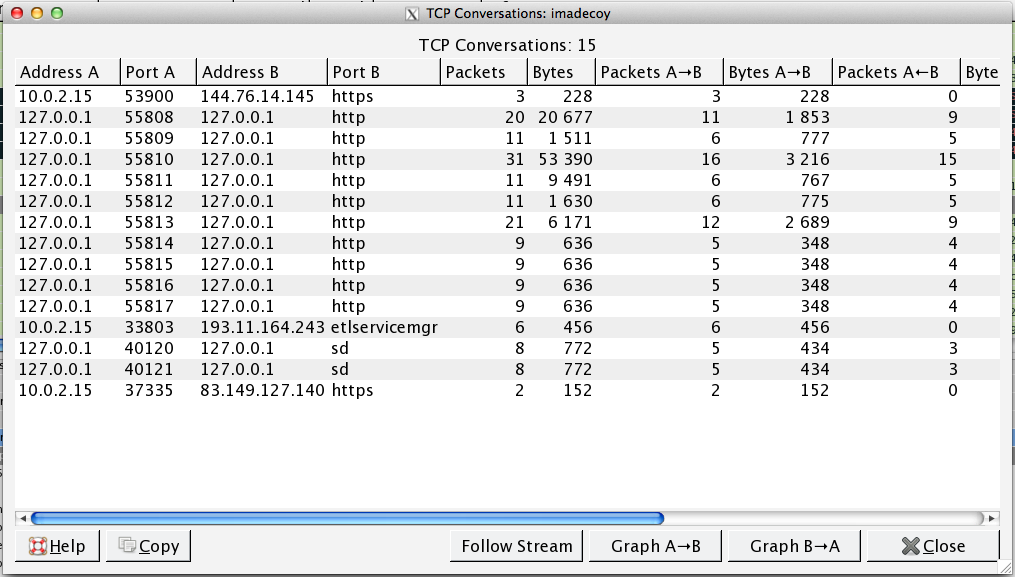 TCP Conversations: imadecoy
TCP Conversations: 15
Address A Port A Address B Port B Packets Bytes Packets A→B Bytes A→B Packets A←B Byte
10.0.2.15 53900 144.76.14.145 https 3 228 3 228 0
127.0.0.1 55808 127.0.0.1 http 20 20 677 11 1 853 9
127.0.0.1 55809 127.0.0.1 http 11 1 511 6 777 5
127.0.0.1 55810 127.0.0.1 http 31 53 390 16 3 216 15
127.0.0.1 55811 127.0.0.1 http 11 9 491 6 767 5
127.0.0.1 55812 127.0.0.1 http 11 1 630 6 775 5
127.0.0.1 55813 127.0.0.1 http 21 6 171 12 2 689 9
127.0.0.1 55814 127.0.0.1 http 9 636 5 348 4
127.0.0.1 55815 127.0.0.1 http 9 636 5 348 4
127.0.0.1 55816 127.0.0.1 http 9 636 5 348 4
127.0.0.1 55817 127.0.0.1 http 9 636 5 348 4
10.0.2.15 33803 193.11.164.243 etlservicemgr 6 456 6 456 0
127.0.0.1 40120 127.0.0.1 sd 8 772 5 434 3
127.0.0.1 40121 127.0.0.1 sd 8 772 5 434 3
10.0.2.15 37335 83.149.127.140 https 2 152 2 152 0
Help Copy Follow Stream Graph A→B Graph B→A Close